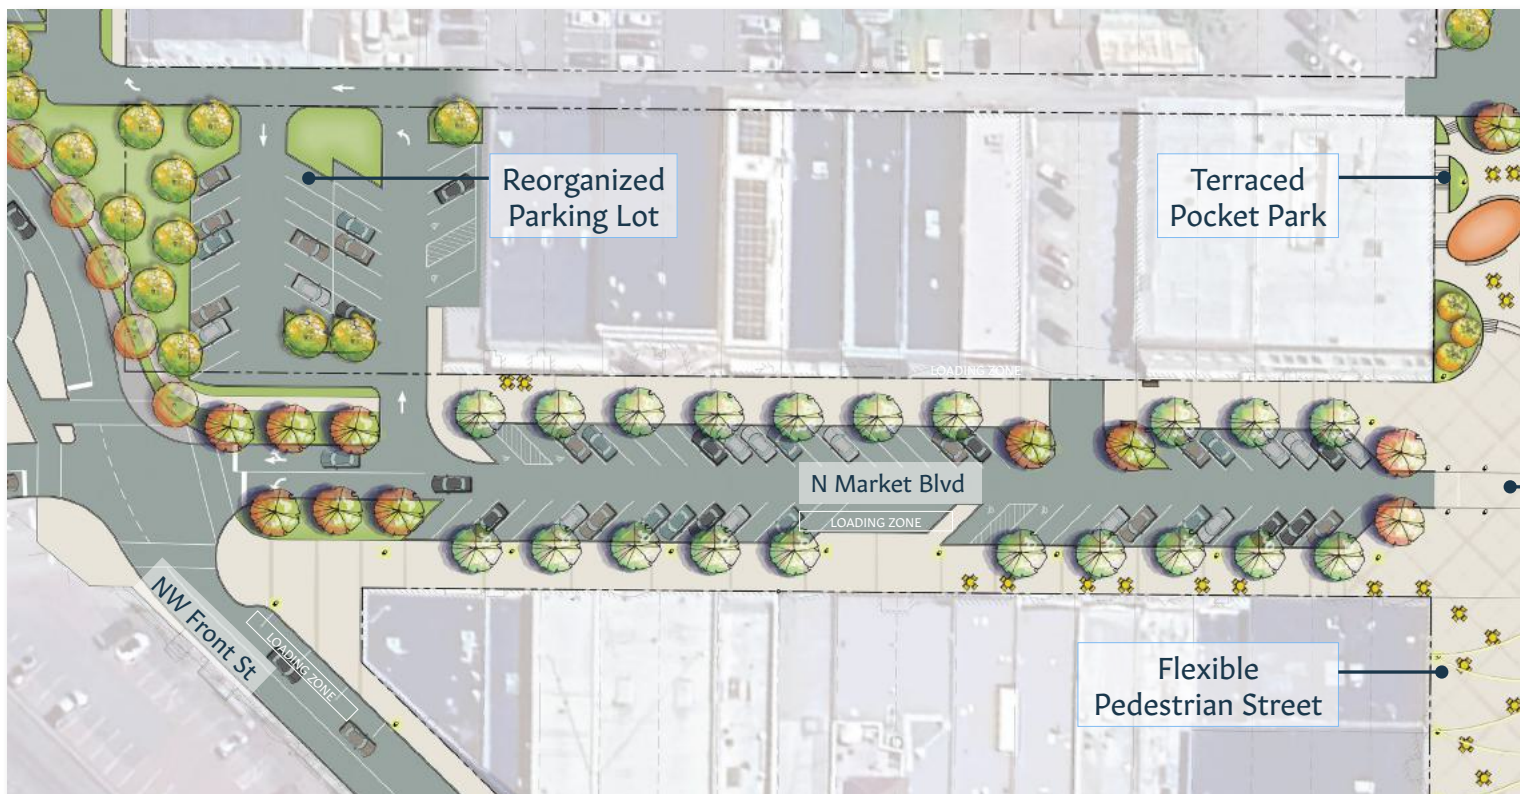 Reorganized
Parking Lot
Terraced
Pocket Park
LOADING ZONE
N Market Blvd
LOADING ZONE
NW Front St
LOADING ZONE
Flexible
Pedestrian Street